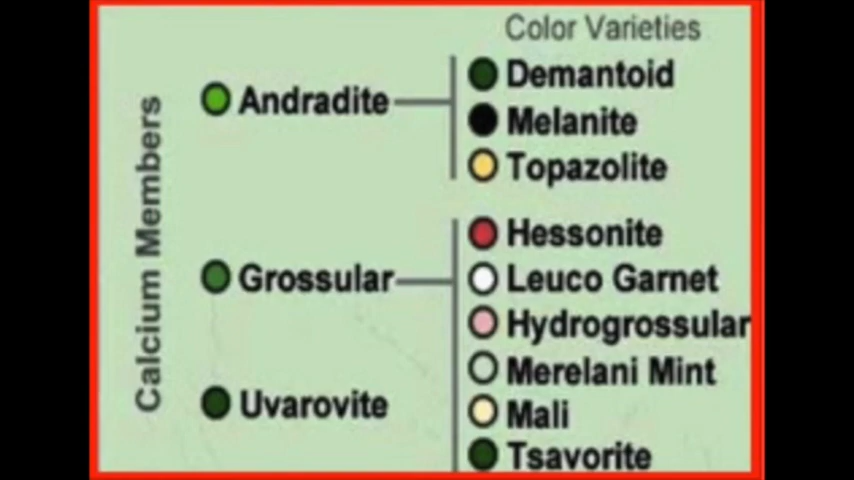 Color Varieties
Calcium Members
Andradite
Demantoid
Melanite
Topazolite
Grossular
Hessonite
Leuco Garnet
Hydrogrossular
Merelani Mint
Mali
Tsavorite
Uvarovite